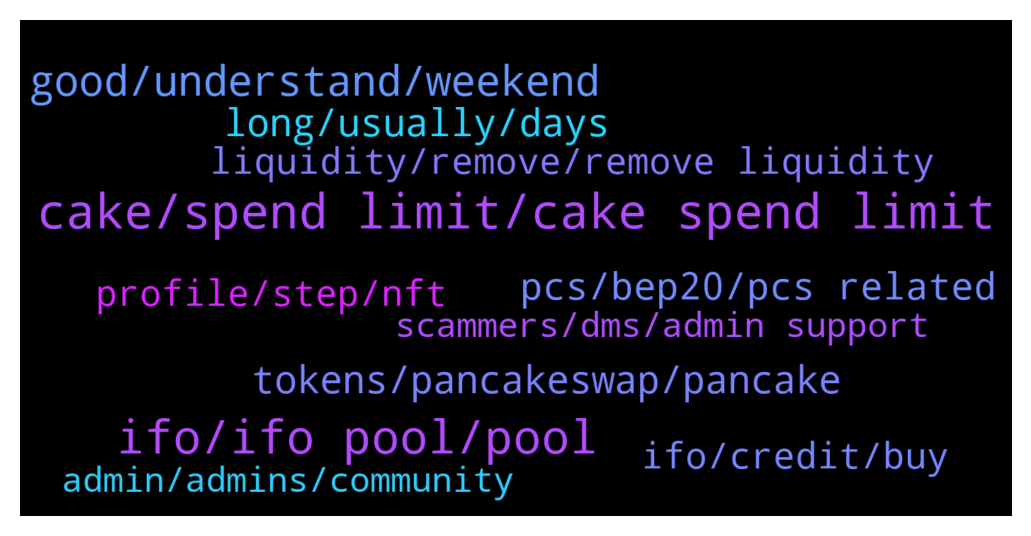 good/understand/weekend
long/usually/days
liquidity/remove/remove liquidity
cake/spend limit/cake spend limit
profile/step/nft
pcs/bep20/pcs related
scammers/dms/admin support
tokens/pancakeswap/pancake
ifo/ifo pool/pool
ifo/credit/buy
admin/admins/community